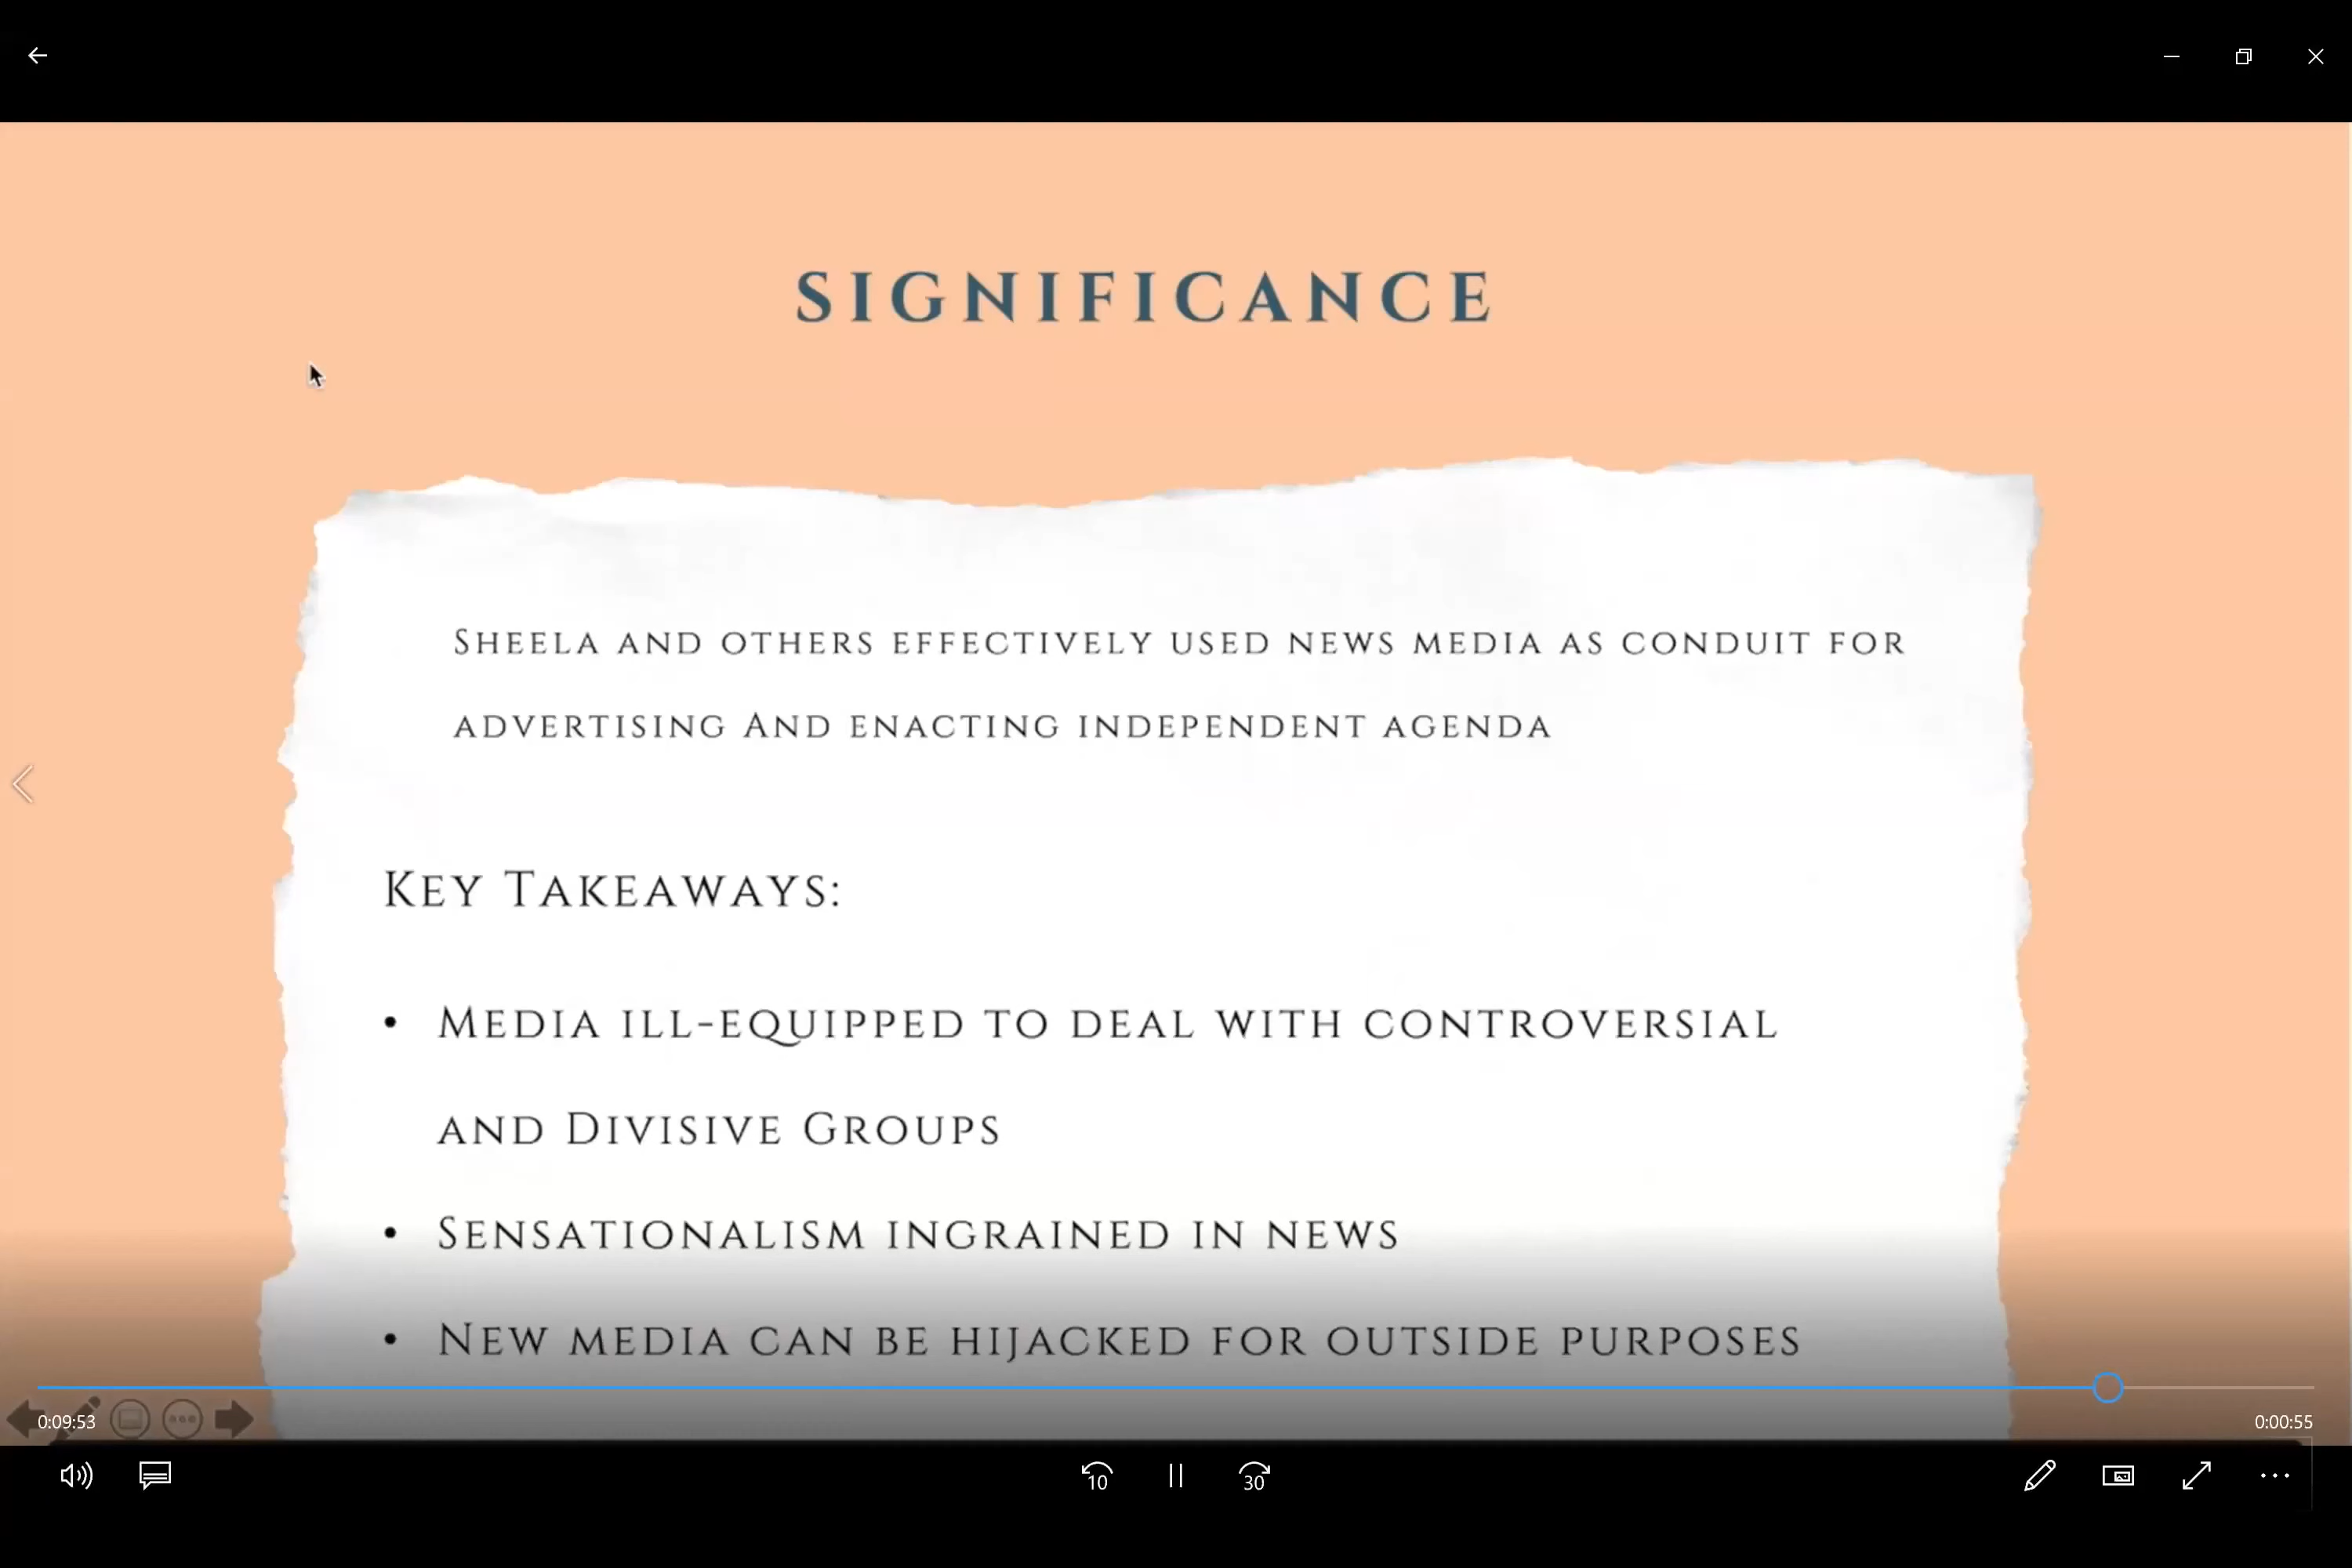 SIGNIFICANCE
Sheela and others effectively used news media as conduit for
advertising And enacting independent agenda
Key Takeaways:
• Media ill-equipped to deal with controversial
and Divisive Groups
• Sensationalism ingrained in news
• New media can be hijacked for outside purposes
0:09:53
0:00:55
10
30